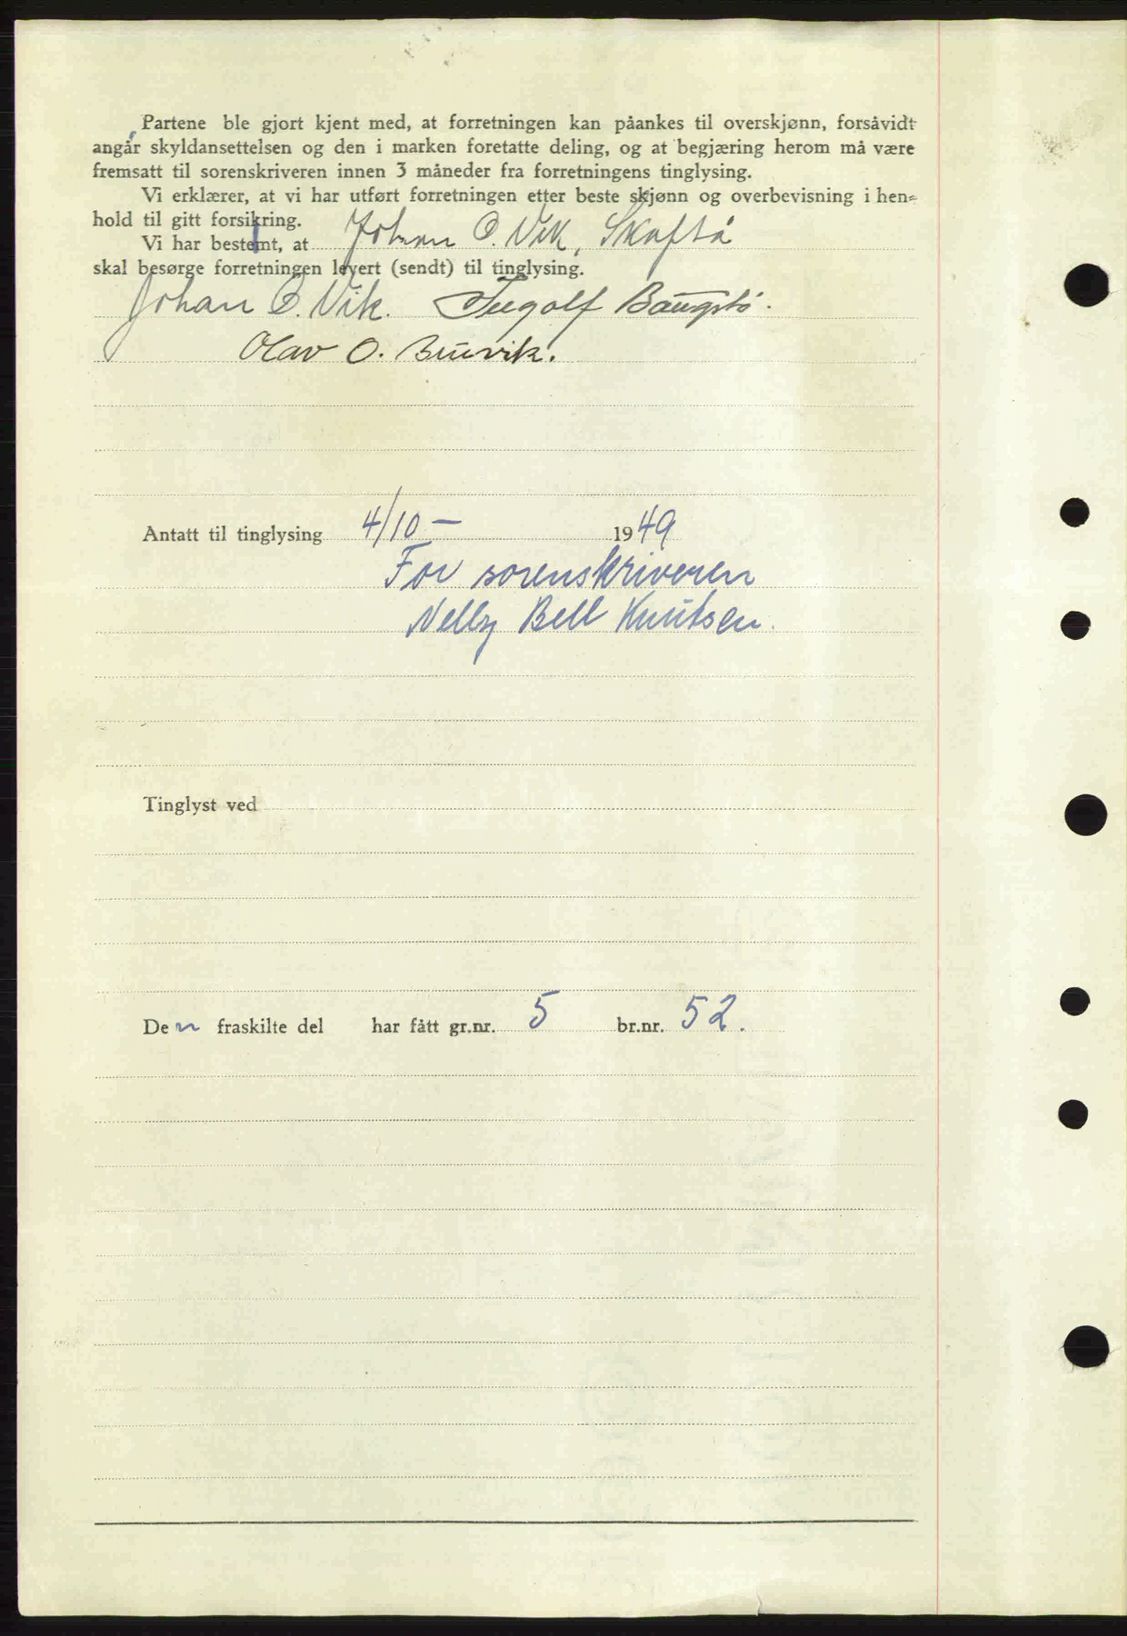 Partene ble gjort kjent med, at forretningen kan påankes til overskjønn, forsåvidt
angår skyldansettelsen og den i marken foretatte deling, og at begjæring herom må være
fremsatt til sorenskriveren innen 3 måneder fra forretningens tinglysing.
Vi erklærer, at vi har utført forretningen etter beste skjønn og overbevisning i hen-
hold til gitt forsikring.
Vi har bestemt, at Johan O. Vik, Skaftå
skal besørge forretningen levert (sendt) til tinglysing.
Johan O. Vik. Ingolf
Olav O. Bruvik.
Antatt til tinglysing 4/10 – 1949
For sorenskriveren
Nelly Bell Knutsen.
Tinglyst ved
Den fraskilte del har fått gr.nr. 5 br.nr. 52.